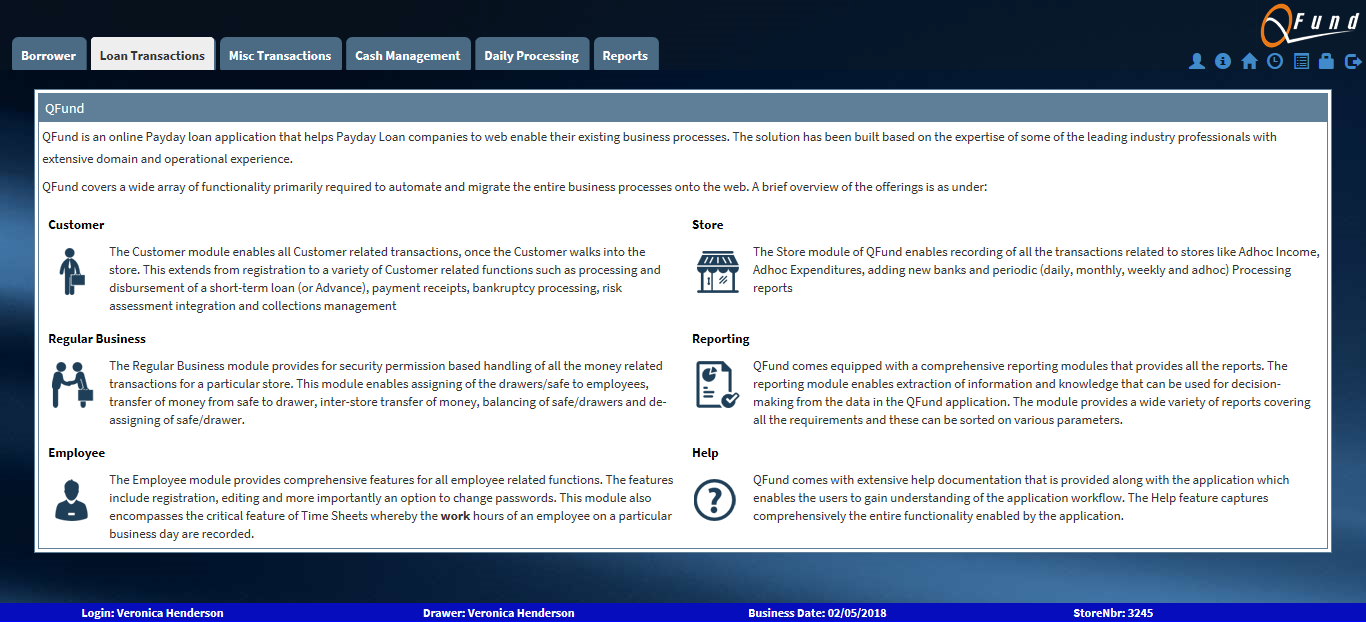 QFund
Borrower
Loan Transactions
Misc Transactions
Cash Management
Daily Processing
Reports
QFund
QFund is an online Payday loan application that helps Payday Loan companies to web enable their existing business processes. The solution has been built based on the expertise of some of the leading industry professionals with
extensive domain and operational experience.
QFund covers a wide array of functionality primarily required to automate and migrate the entire business processes onto the web. A brief overview of the offerings is as under:
Customer
The Customer module enables all Customer related transactions, once the Customer walks into the
store. This extends from registration to a variety of Customer related functions such as processing and
disbursement of a short-term loan (or Advance), payment receipts, bankruptcy processing, risk
assessment integration and collections management
Store
The Store module of QFund enables recording of all the transactions related to stores like Adhoc Income,
Adhoc Expenditures, adding new banks and periodic (daily, monthly, weekly and adhoc) Processing
reports
Regular Business
The Regular Business module provides for security permission based handling of all the money related
transactions for a particular store. This module enables assigning of the drawers/safe to employees,
transfer of money from safe to drawer, inter-store transfer of money, balancing of safe/drawers and de-
assigning of safe/drawer.
Reporting
QFund comes equipped with a comprehensive reporting modules that provides all the reports. The
reporting module enables extraction of information and knowledge that can be used for decision-
making from the data in the QFund application. The module provides a wide variety of reports covering
all the requirements and these can be sorted on various parameters.
Employee
The Employee module provides comprehensive features for all employee related functions. The features
include registration, editing and more importantly an option to change passwords. This module also
encompasses the critical feature of Time Sheets whereby the work hours of an employee on a particular
business day are recorded.
Help
QFund comes with extensive help documentation that is provided along with the application which
enables the users to gain understanding of the application workflow. The Help feature captures
comprehensively the entire functionality enabled by the application.
Login: Veronica Henderson
Drawer: Veronica Henderson
Business Date: 02/05/2018
StoreNbr: 3245